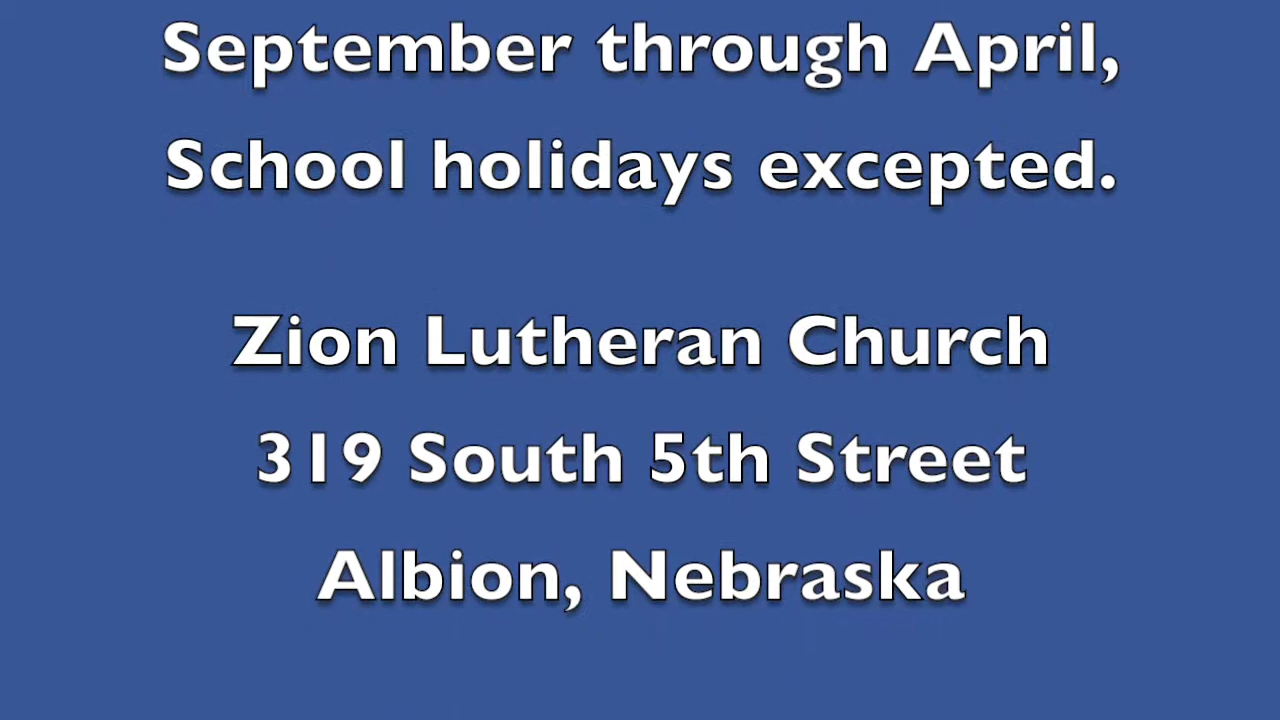 September through April,
School holidays excepted.
Zion Lutheran Church
319 South 5th Street
Albion, Nebraska